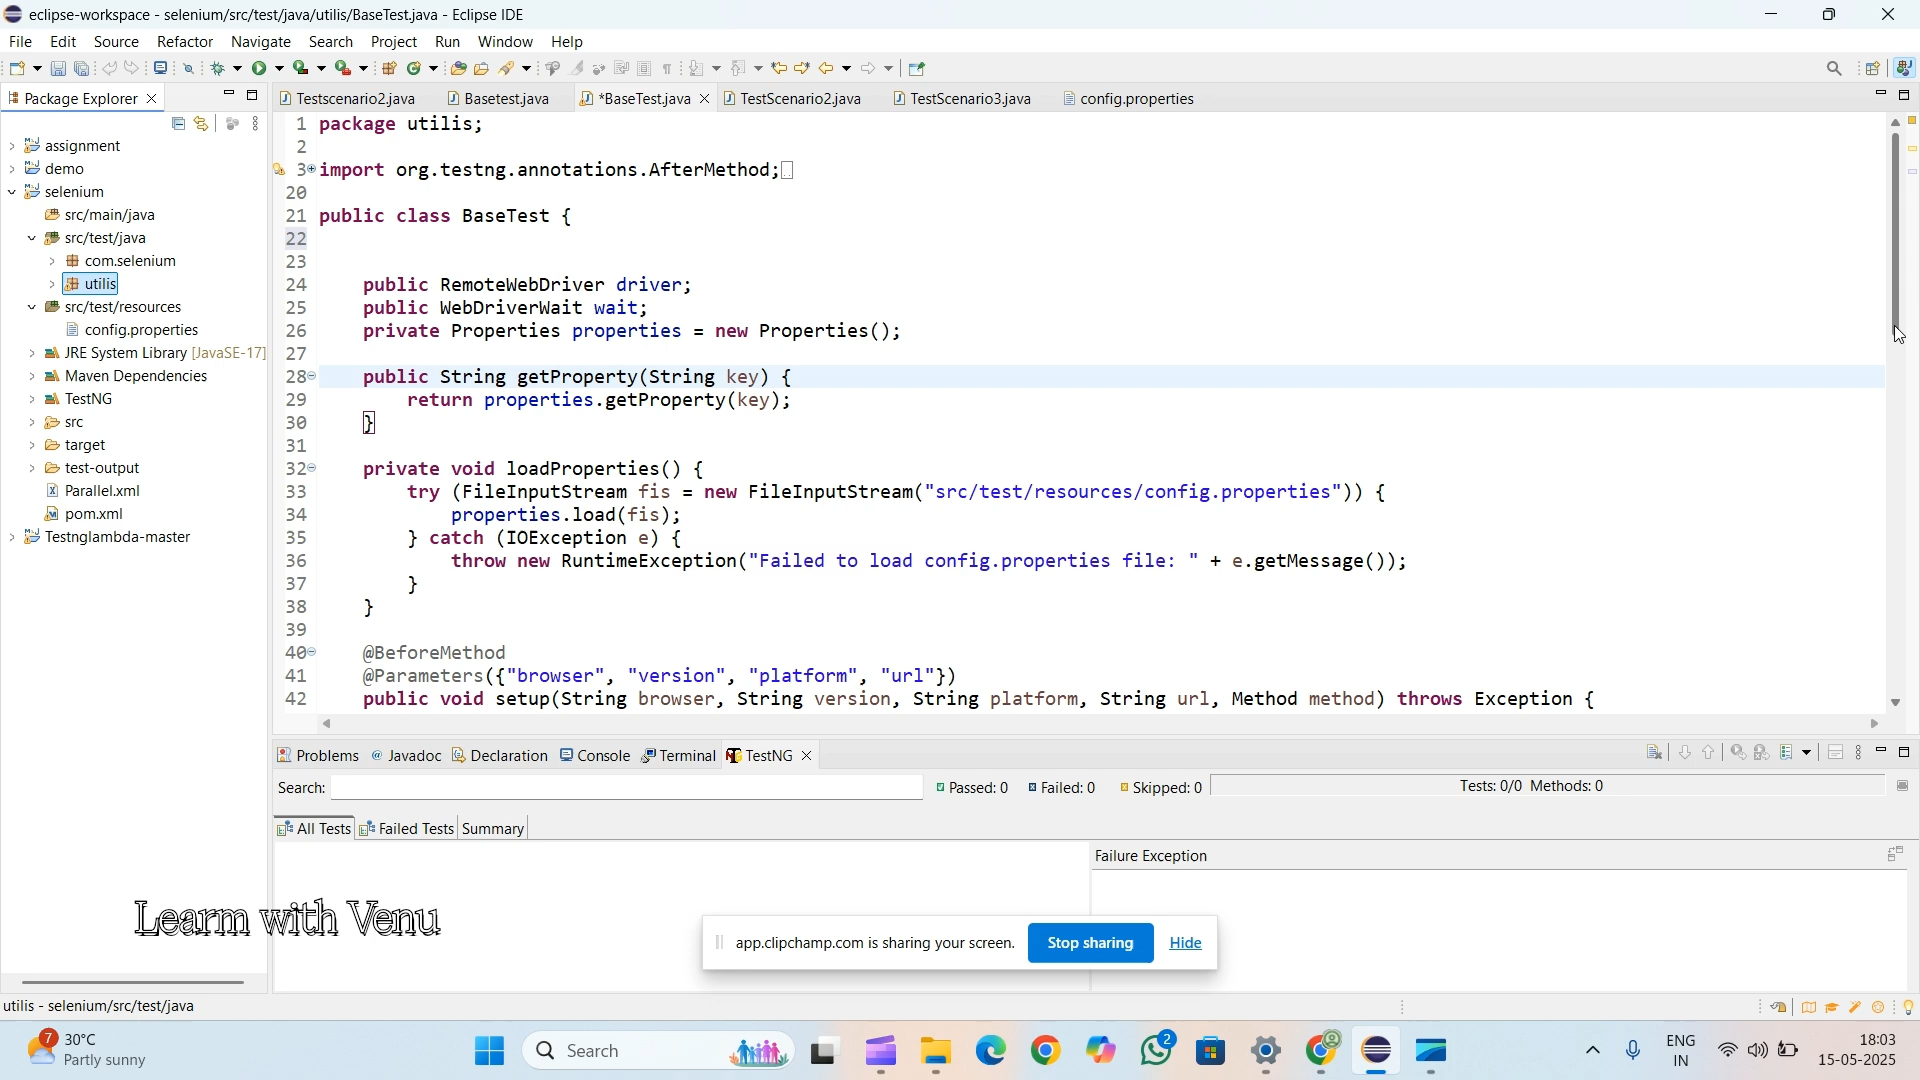 eclipse-workspace - selenium/src/test/java/utilis/BaseTest.java - Eclipse IDE
File Edit Source Refactor Navigate Search Project Run Window Help
Package Explorer
Testscenario2.java Basetest.java *BaseTest.java TestScenario2.java TestScenario3.java config.properties
assignment
demo
selenium
src/main/java
src/test/java
com.selenium
utilis
src/test/resources
config.properties
JRE System Library [JavaSE-17]
Maven Dependencies
TestNG
src
target
test-output
Parallel.xml
pom.xml
Testnglambda-master
1 package utilis;
2
3 import org.testng.annotations.AfterMethod;
20
21 public class BaseTest {
22
23
24 public RemoteWebDriver driver;
25 public WebDriverWait wait;
26 private Properties properties = new Properties();
27
28 public String getProperty(String key) {
29 return properties.getProperty(key);
30 }
31
32 private void loadProperties() {
33 try (FileInputStream fis = new FileInputStream("src/test/resources/config.properties")) {
34 properties.load(fis);
35 } catch (IOException e) {
36 throw new RuntimeException("Failed to load config.properties file: " + e.getMessage());
37 }
38 }
39
40 @BeforeMethod
41 @Parameters({"browser", "version", "platform", "url"})
42 public void setup(String browser, String version, String platform, String url, Method method) throws Exception {
Problems Javadoc Declaration Console Terminal TestNG
Search: Passed: 0 Failed: 0 Skipped: 0 Tests: 0/0 Methods: 0
All Tests Failed Tests Summary
Failure Exception
Learm with Venu
app.clipchamp.com is sharing your screen. Stop sharing Hide
utilis - selenium/src/test/java
7 30°C
Partly sunny
Search
2
ENG
IN
18:03
15-05-2025